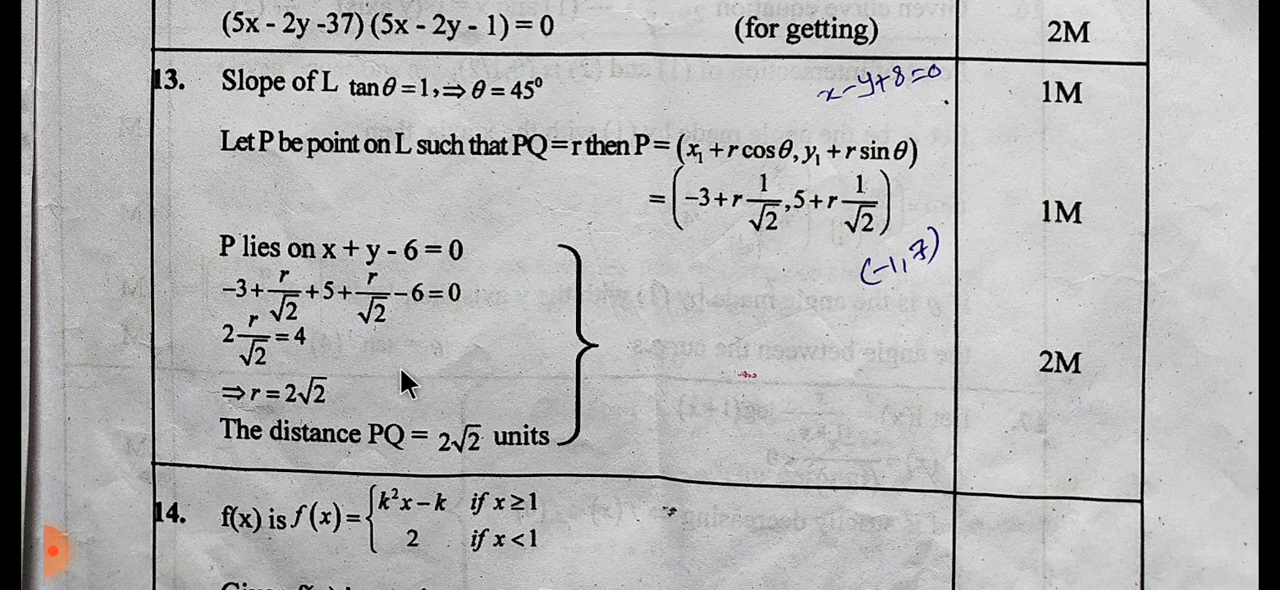 (5x - 2y -37) (5x - 2y - 1) = 0 (for getting) 2M
13. Slope of L tanθ =1,⇒ θ = 45⁰ x-y+8=0 1M
Let P be point on L such that PQ=r then P= (x₁ +r cosθ, y₁ +r sinθ)
= (-3+r 1/√2, 5+r 1/√2) 1M
(-1,7)
P lies on x + y - 6 = 0
-3+ r/√2 +5+ r/√2 -6=0
2 r/√2 = 4
2M
⇒ r = 2√2
The distance PQ = 2√2 units
14. f(x) is f (x) = { k²x – k if x ≥ 1
2 if x < 1